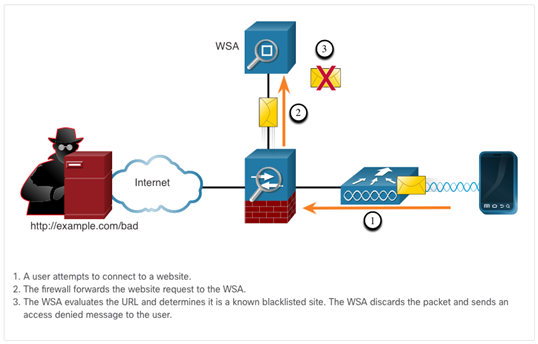 WSA
3
2
Internet
1
http://example.com/bad
1. A user attempts to connect to a website.
2. The firewall forwards the website request to the WSA.
3. The WSA evaluates the URL and determines it is a known blacklisted site. The WSA discards the packet and sends an
access denied message to the user.